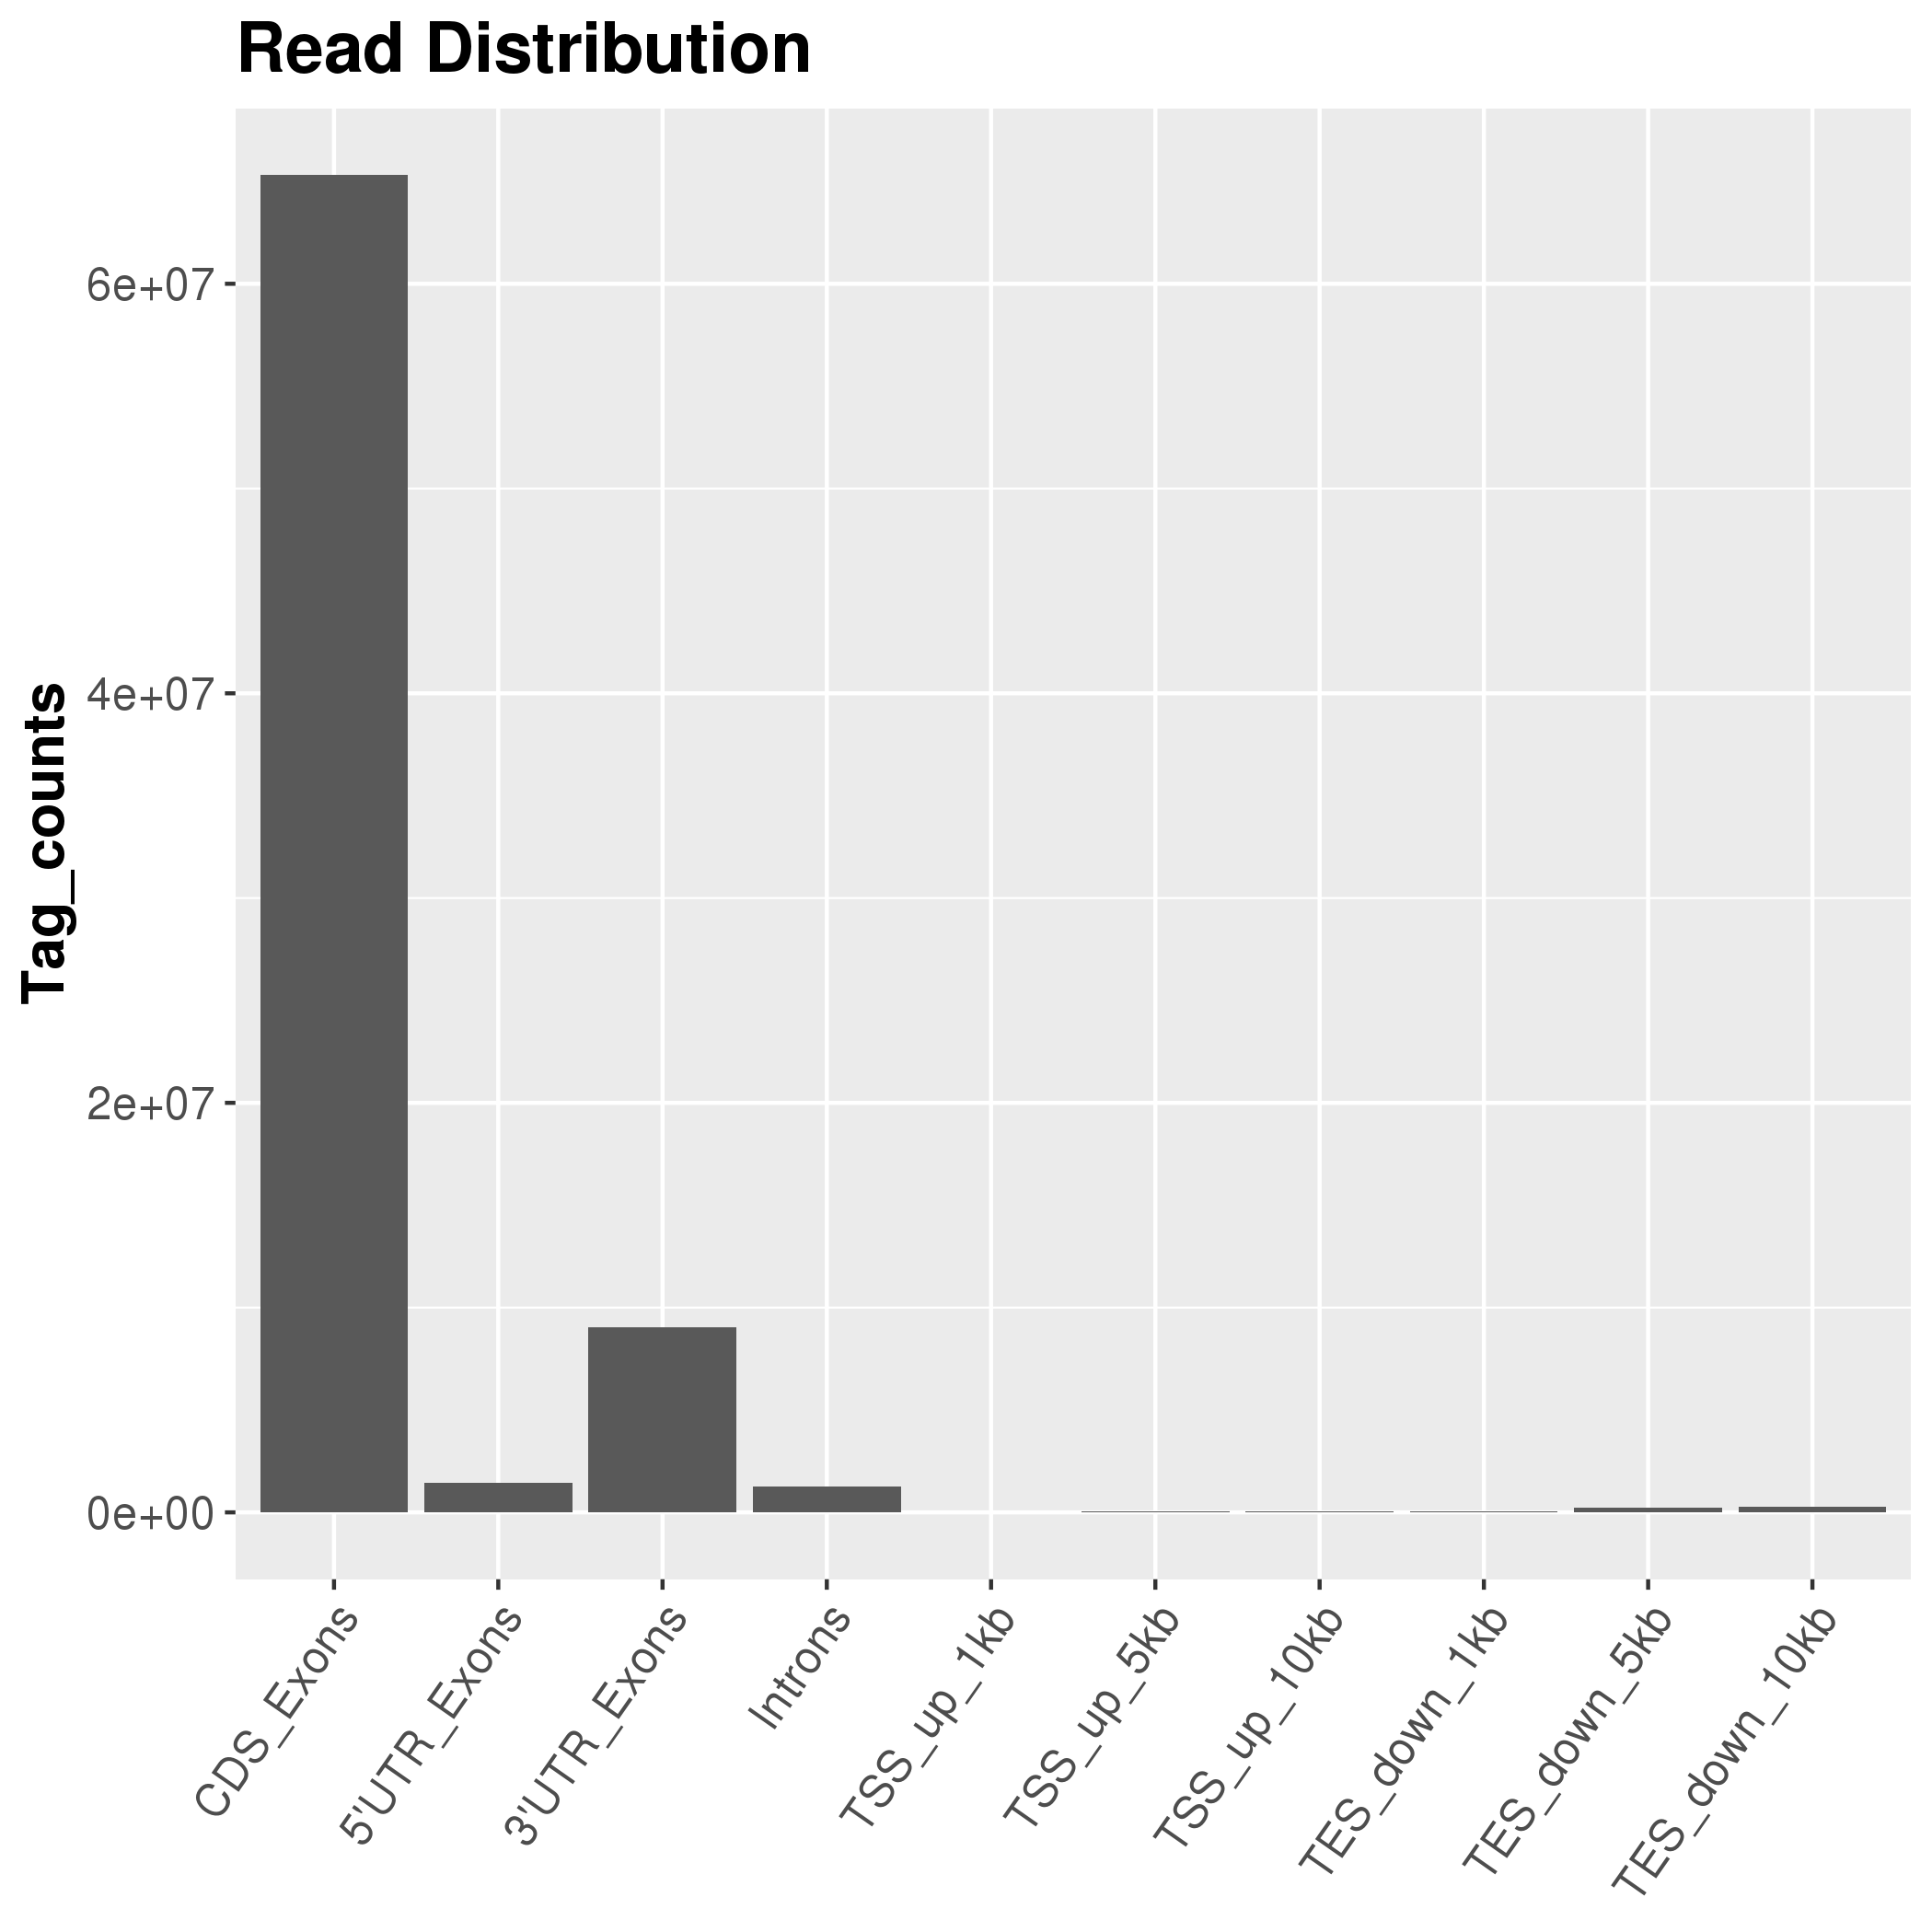 Read Distribution
Tag_counts
6e+07
4e+07
2e+07
0e+00
CDS_Exons
5'UTR_Exons
3'UTR_Exons
Introns
TSS_up_1kb
TSS_up_5kb
TSS_up_10kb
TES_down_1kb
TES_down_5kb
TES_down_10kb